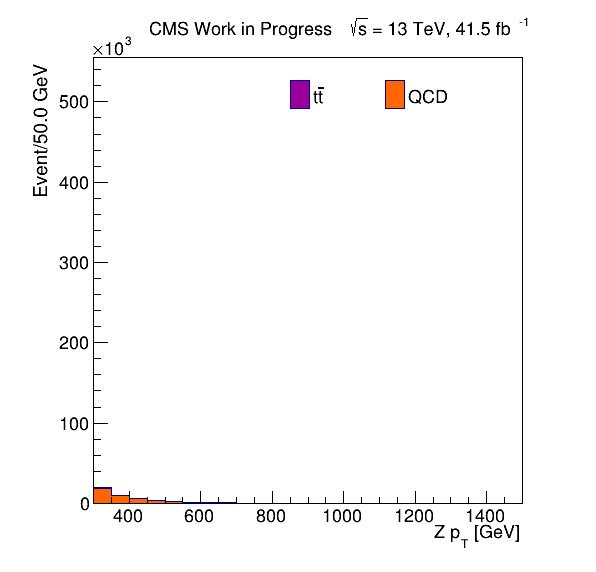 CMS Work in Progress √s = 13 TeV, 41.5 fb⁻¹
×10³
tt̄ QCD
Event/50.0 GeV
500
400
300
200
100
0
400 600 800 1000 1200 1400
Z p_T [GeV]